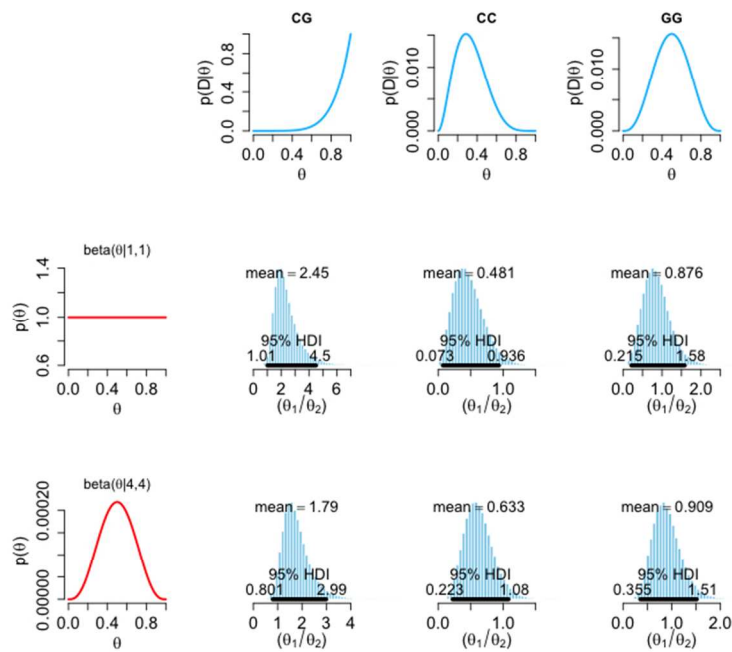 CG CC GG
p(D|θ) 0.0 0.4 0.8
0.0 0.4 0.8
θ
p(D|θ) 0.000 0.010
0.0 0.4 0.8
θ
p(D|θ) 0.000 0.010
0.0 0.4 0.8
θ
beta(θ|1,1)
p(θ) 0.6 1.0 1.4
0.0 0.4 0.8
θ
mean = 2.45
95% HDI
1.01 4.5
0 2 4 6
(θ₁/θ₂)
mean = 0.481
95% HDI
0.073 0.936
0.0 1.0
(θ₁/θ₂)
mean = 0.876
95% HDI
0.215 1.58
0.0 1.0 2.0
(θ₁/θ₂)
beta(θ|4,4)
p(θ) 0.00000 0.00020
0.0 0.4 0.8
θ
mean = 1.79
95% HDI
0.801 2.99
0 1 2 3 4
(θ₁/θ₂)
mean = 0.633
95% HDI
0.223 1.08
0.0 1.0
(θ₁/θ₂)
mean = 0.909
95% HDI
0.355 1.51
0.0 1.0 2.0
(θ₁/θ₂)